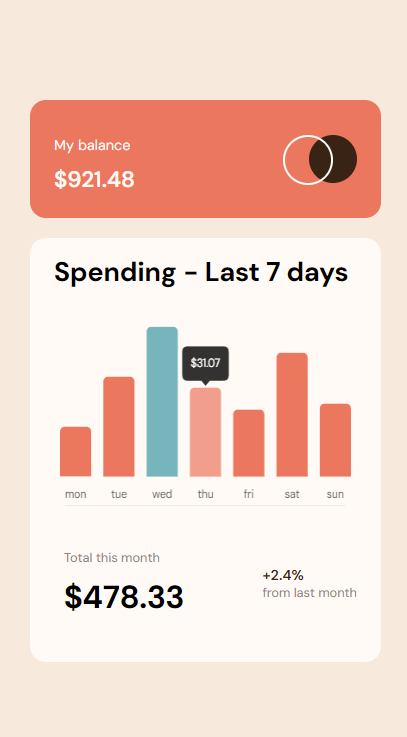 My balance
$921.48
Spending - Last 7 days
$31.07
mon tue wed thu fri sat sun
Total this month
$478.33
+2.4%
from last month